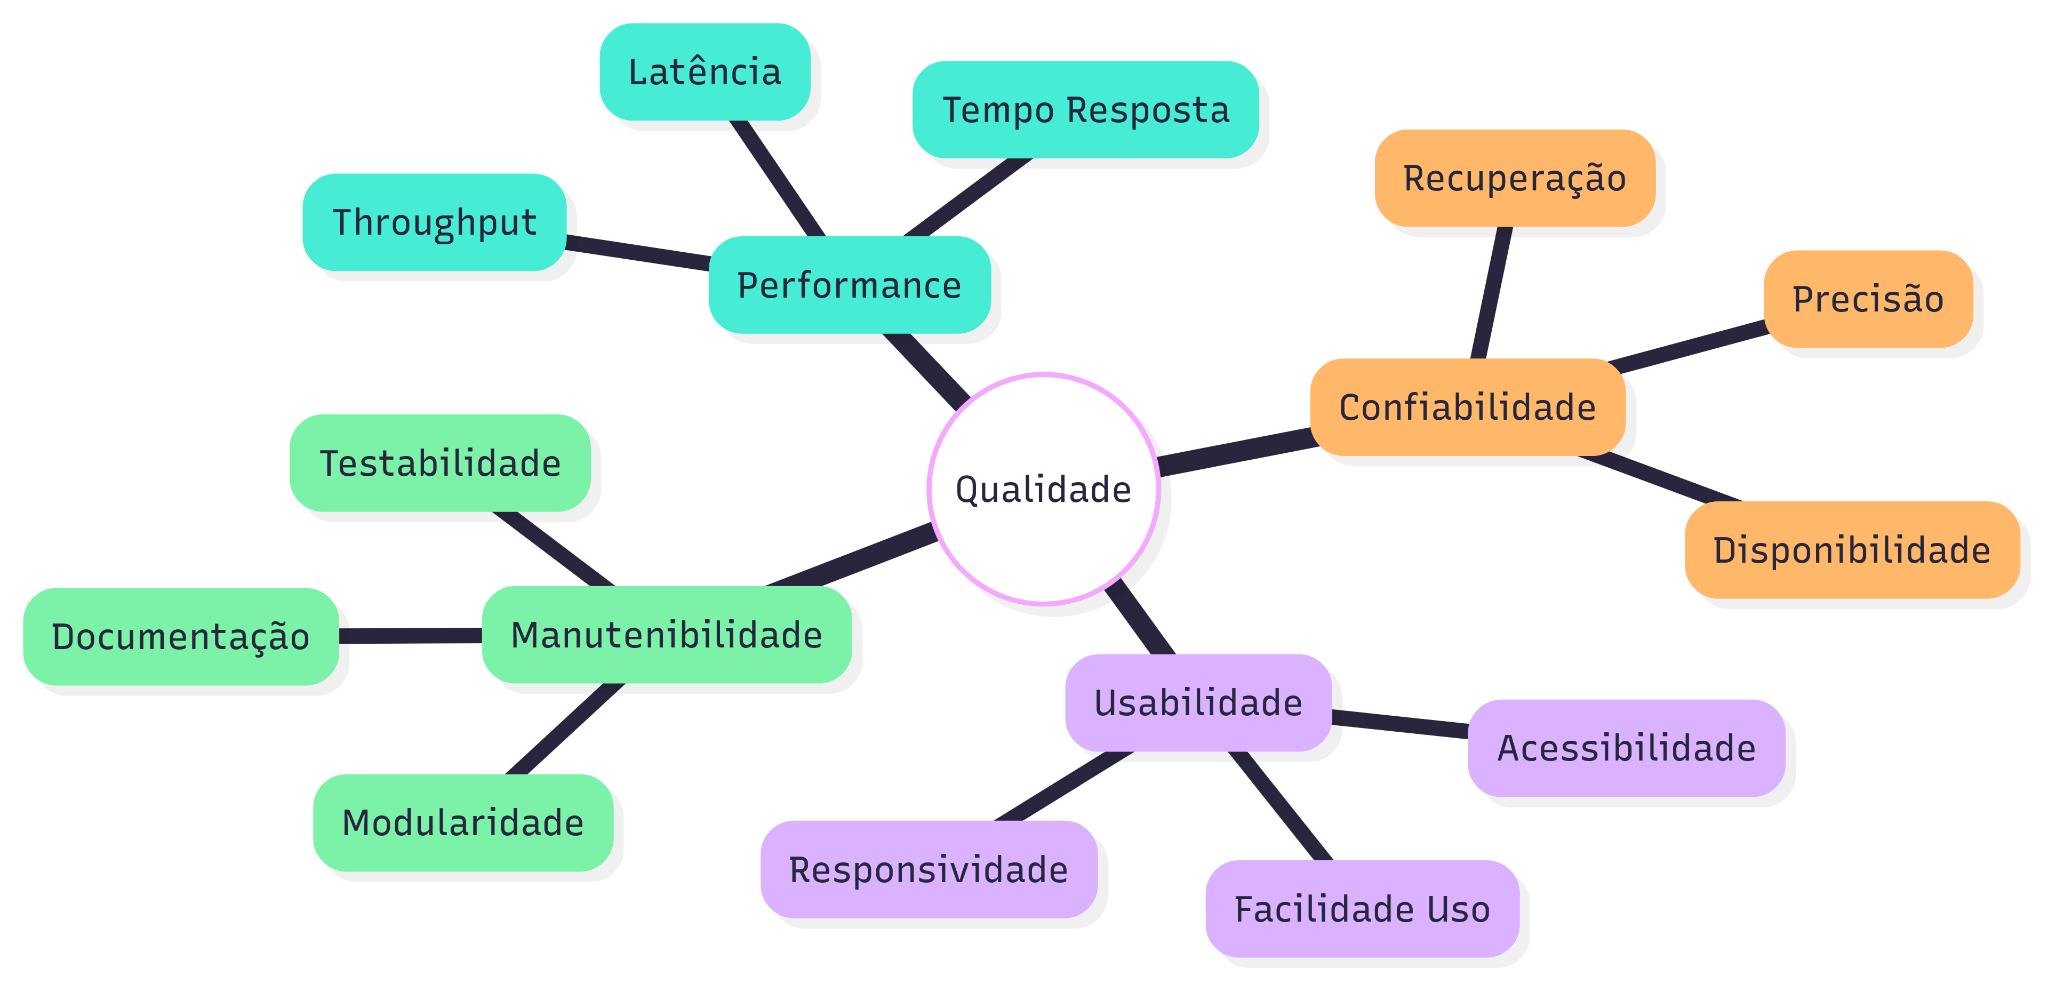 Latência
Tempo Resposta
Throughput
Performance
Recuperação
Precisão
Confiabilidade
Disponibilidade
Qualidade
Testabilidade
Documentação
Manutenibilidade
Modularidade
Usabilidade
Acessibilidade
Responsividade
Facilidade Uso